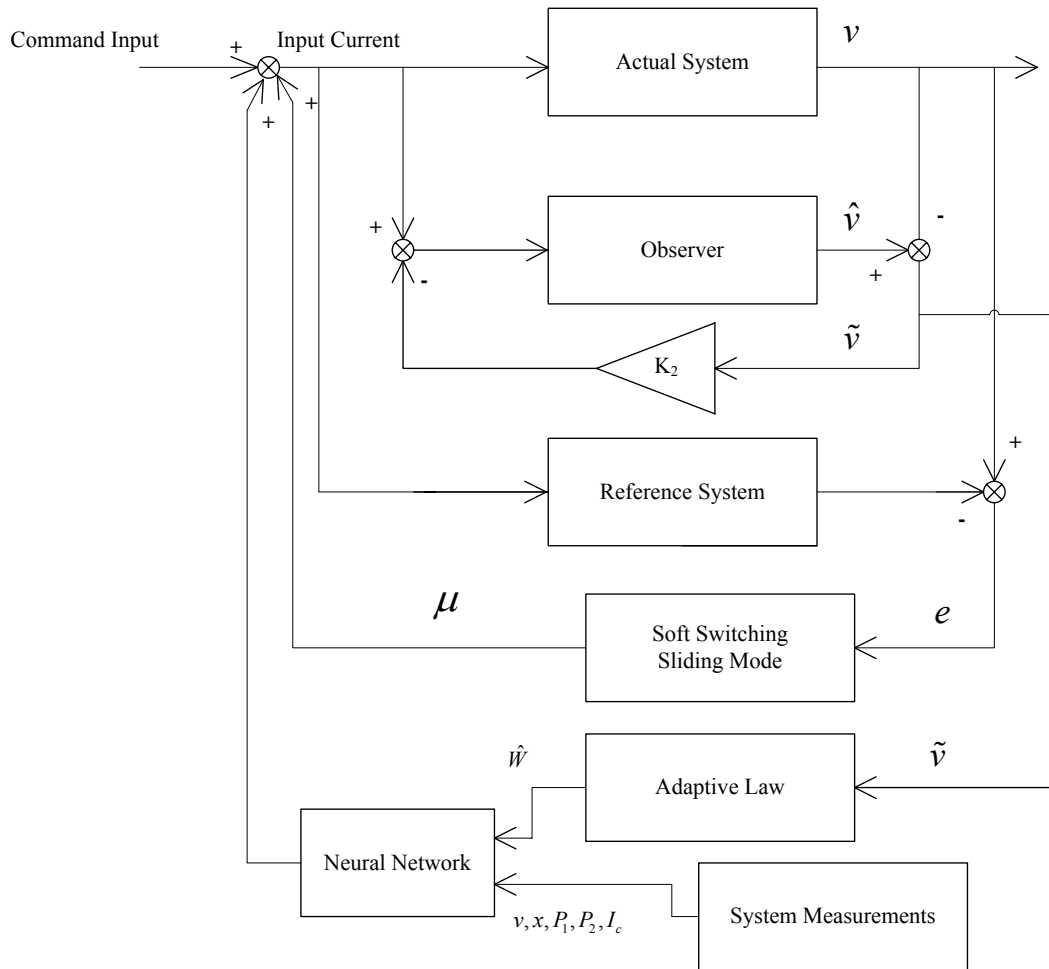 v
Command Input
+
Input Current
Actual System
+
+
+
v̂
-
+
Observer
+
-
ṽ
K₂
+
Reference System
-
μ
e
Soft Switching
Sliding Mode
Ŵ
ṽ
Adaptive Law
Neural Network
v, x, P₁, P₂, I_c
System Measurements